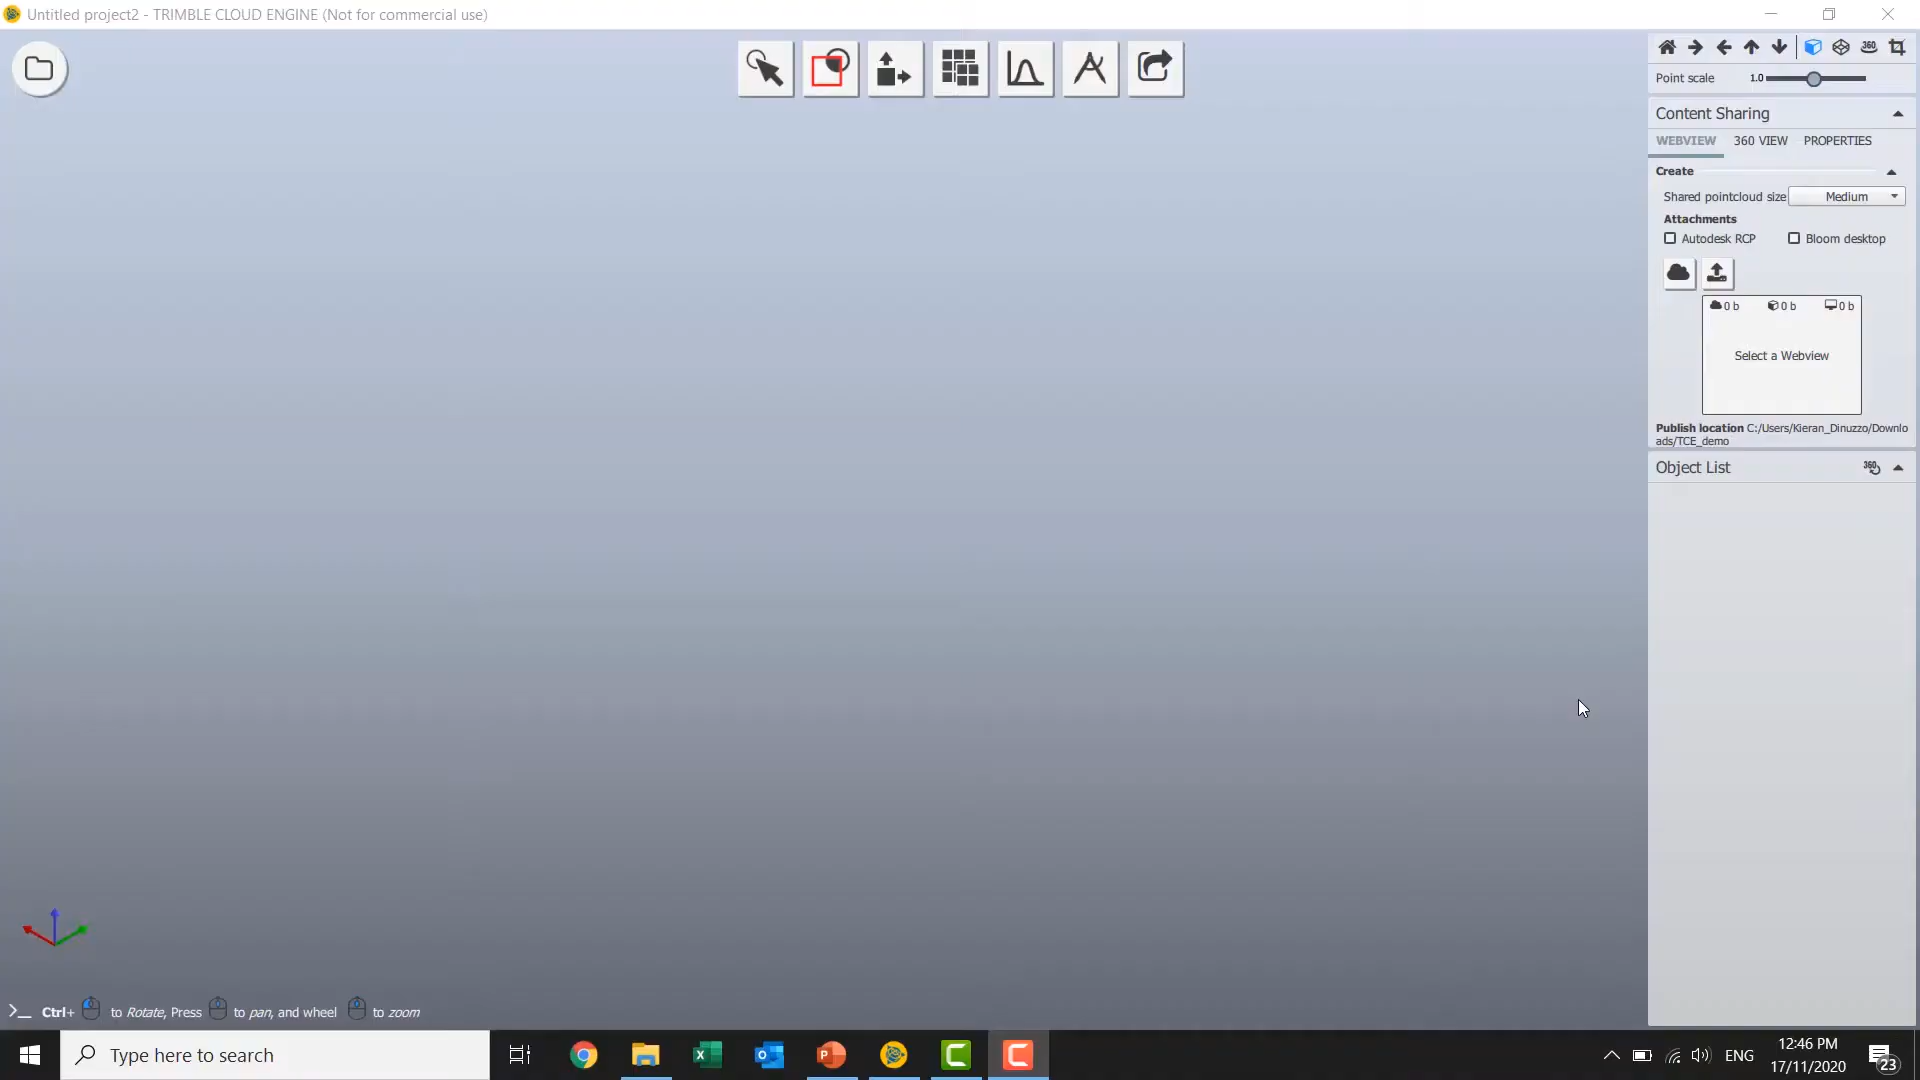 Untitled project2 - TRIMBLE CLOUD ENGINE (Not for commercial use)
360
Point scale 1.0
Content Sharing
WEBVIEW 360 VIEW PROPERTIES
Create
Shared pointcloud size Medium
Attachments
Autodesk RCP Bloom desktop
0 b 0 b 0 b
Select a Webview
Publish location C:/Users/Kieran_Dinuzzo/Downlo
ads/TCE_demo
Object List 360
Ctrl+ to Rotate, Press to pan, and wheel to zoom
Type here to search
ENG
12:46 PM
17/11/2020
23